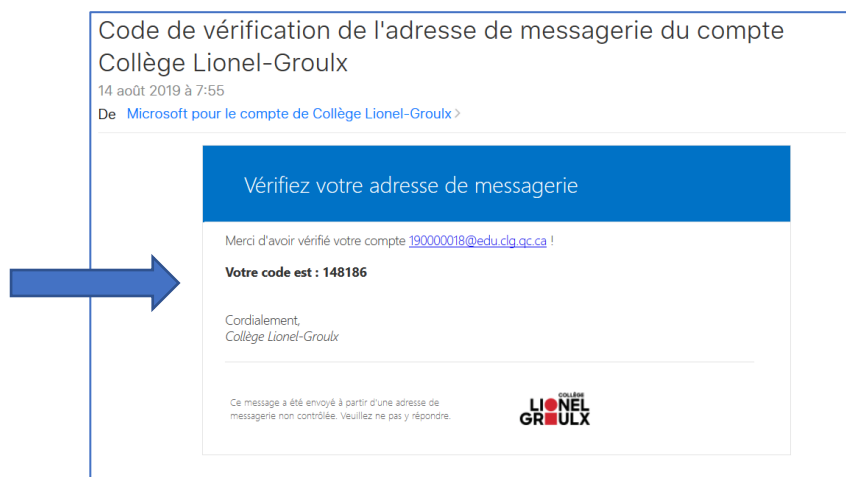 Code de vérification de l'adresse de messagerie du compte
Collège Lionel-Groulx
14 août 2019 à 7:55
De Microsoft pour le compte de Collège Lionel-Groulx >
Vérifiez votre adresse de messagerie
Merci d'avoir vérifié votre compte 190000018@edu.clg.qc.ca !
Votre code est : 148186
Cordialement,
Collège Lionel-Groulx
Ce message a été envoyé à partir d'une adresse de
messagerie non contrôlée. Veuillez ne pas y répondre.
COLLÈGE
LIONEL
GROULX